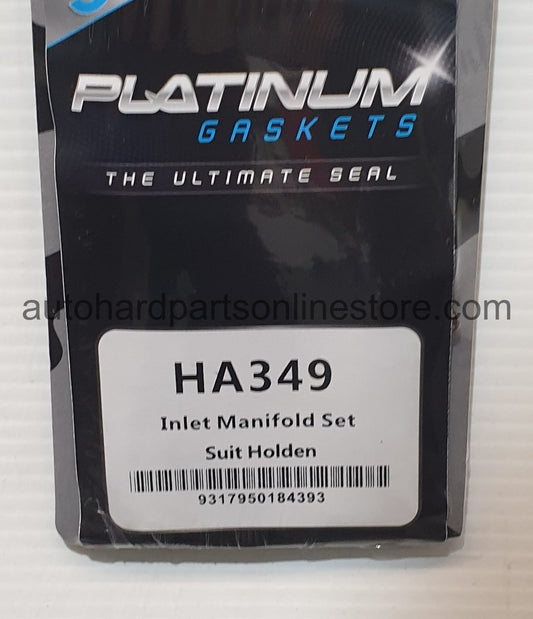 PLATINUM
GASKETS
THE ULTIMATE SEAL
autohardpartsonlinestore.com
HA349
Inlet Manifold Set
Suit Holden
9317950184393